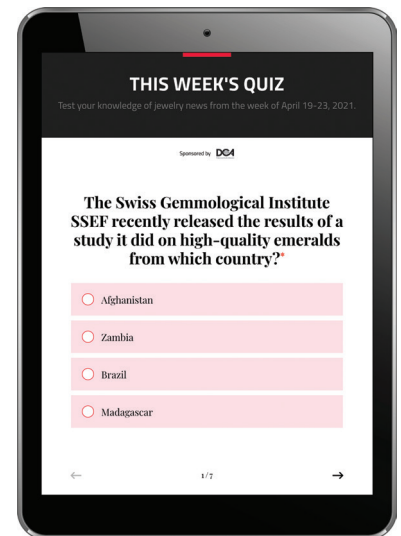 THIS WEEK'S QUIZ
Test your knowledge of jewelry news from the week of April 19-23, 2021.
Sponsored by DCA
The Swiss Gemmological Institute
SSEF recently released the results of a
study it did on high-quality emeralds
from which country?*
Afghanistan
Zambia
Brazil
Madagascar
← 1/7 →